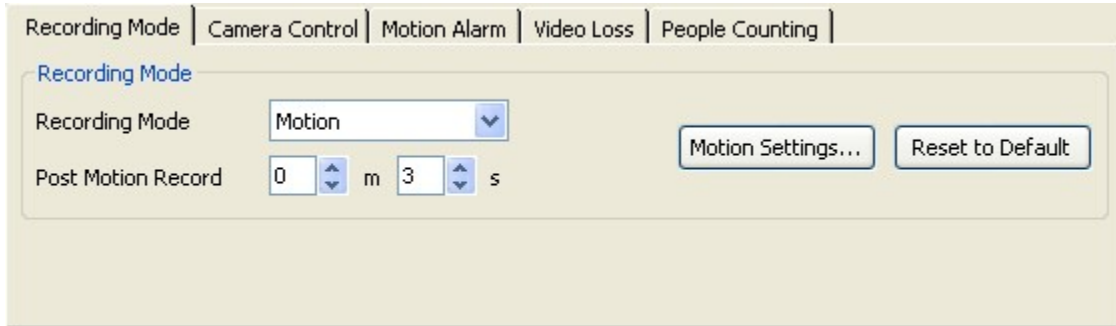 Recording Mode Camera Control Motion Alarm Video Loss People Counting
Recording Mode
Recording Mode Motion
Motion Settings... Reset to Default
Post Motion Record 0 m 3 s